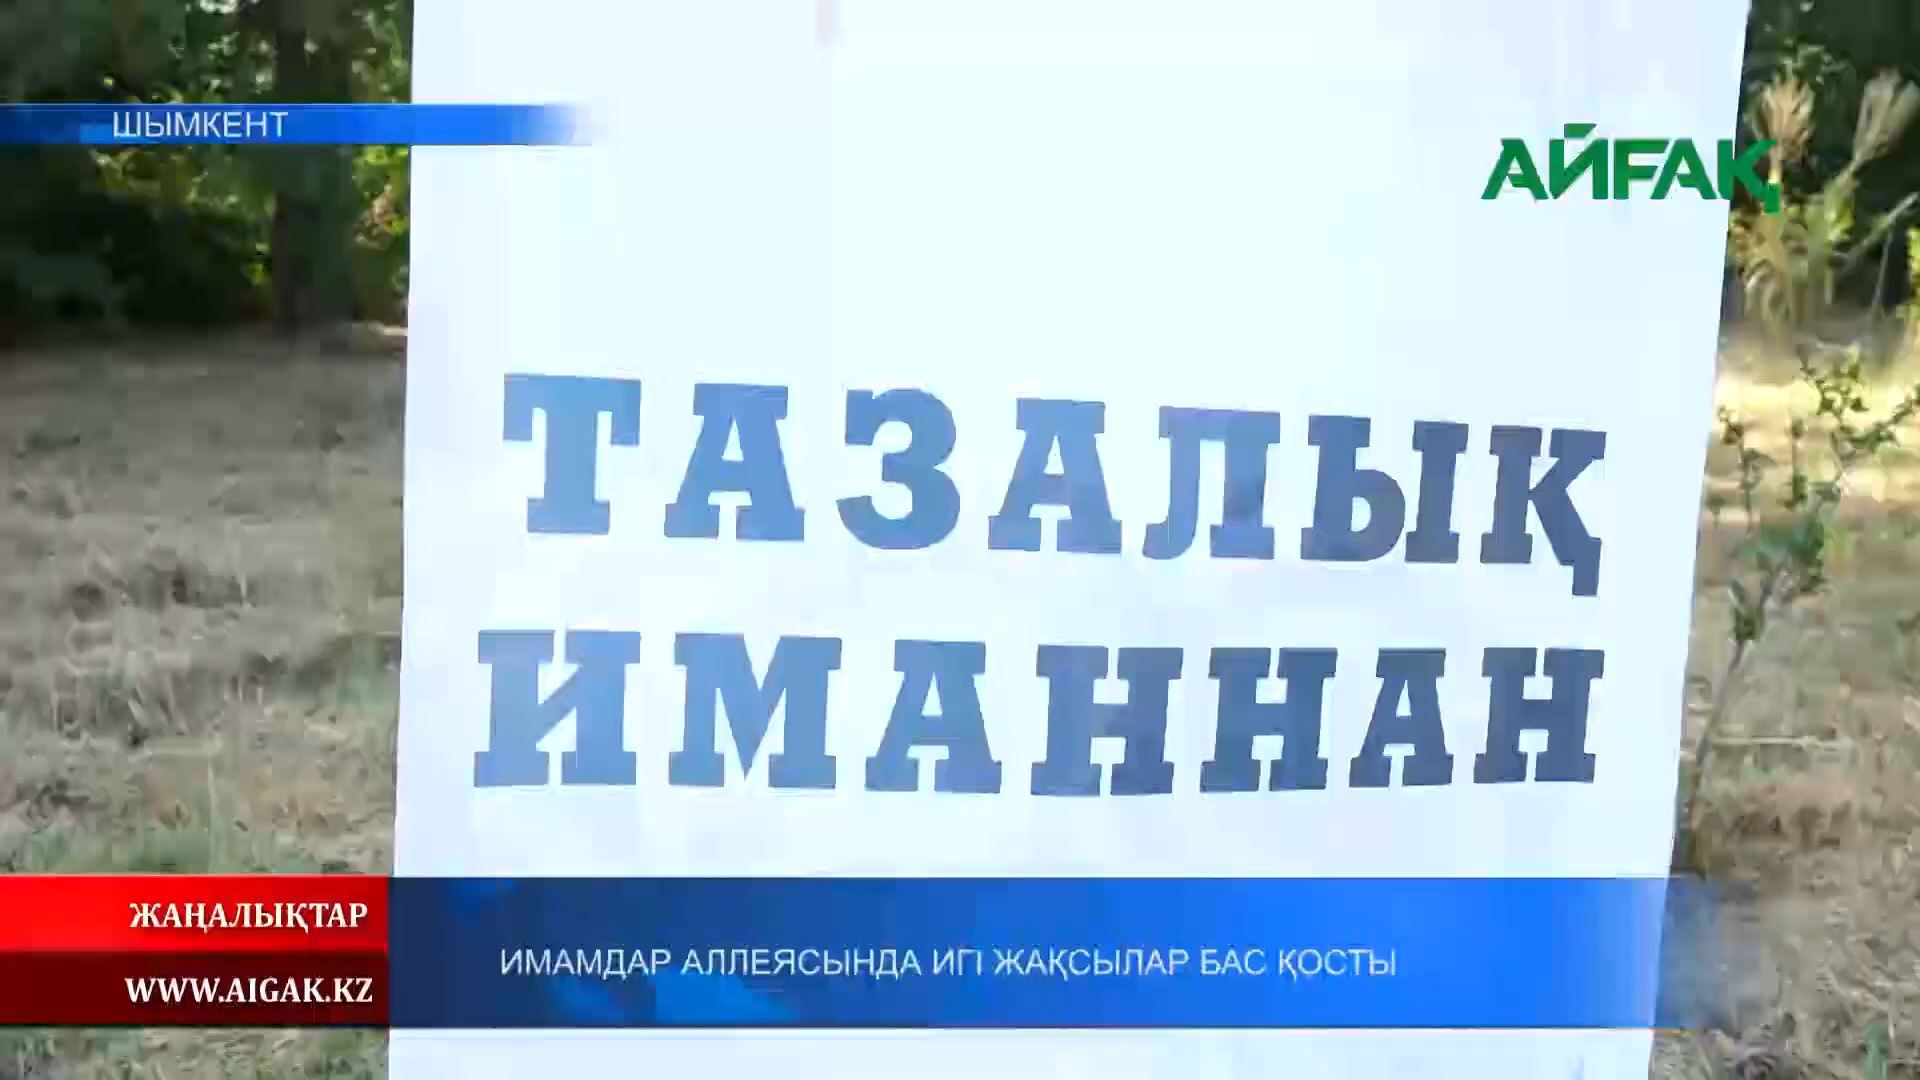 ШЫМКЕНТ
АЙҒАҚ
ТАЗАЛЫҚ
ИМАННАН
ЖАҢАЛЫҚТАР
WWW.AIGAK.KZ
ИМАМДАР АЛЛЕЯСЫНДА ИГІ ЖАҚСЫЛАР БАС ҚОСТЫ